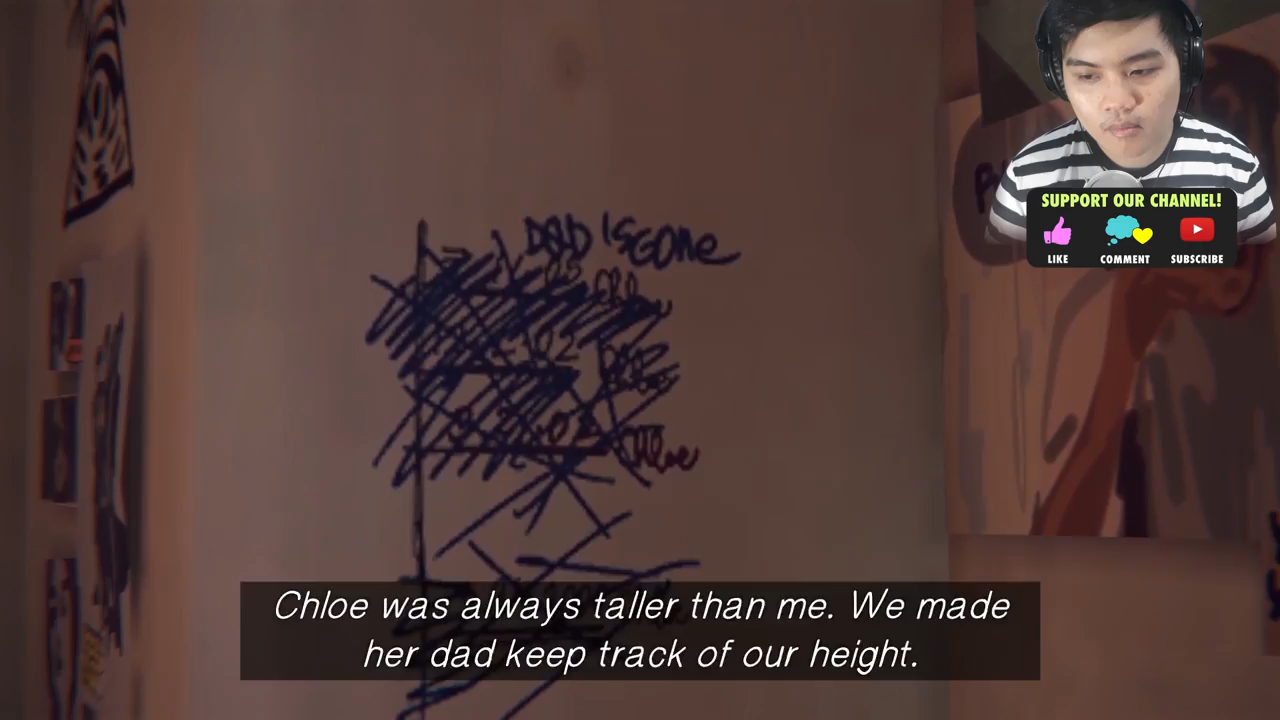 SUPPORT OUR CHANNEL!
LIKE COMMENT SUBSCRIBE
DAD IS GONE
Chloe
Chloe was always taller than me. We made
her dad keep track of our height.